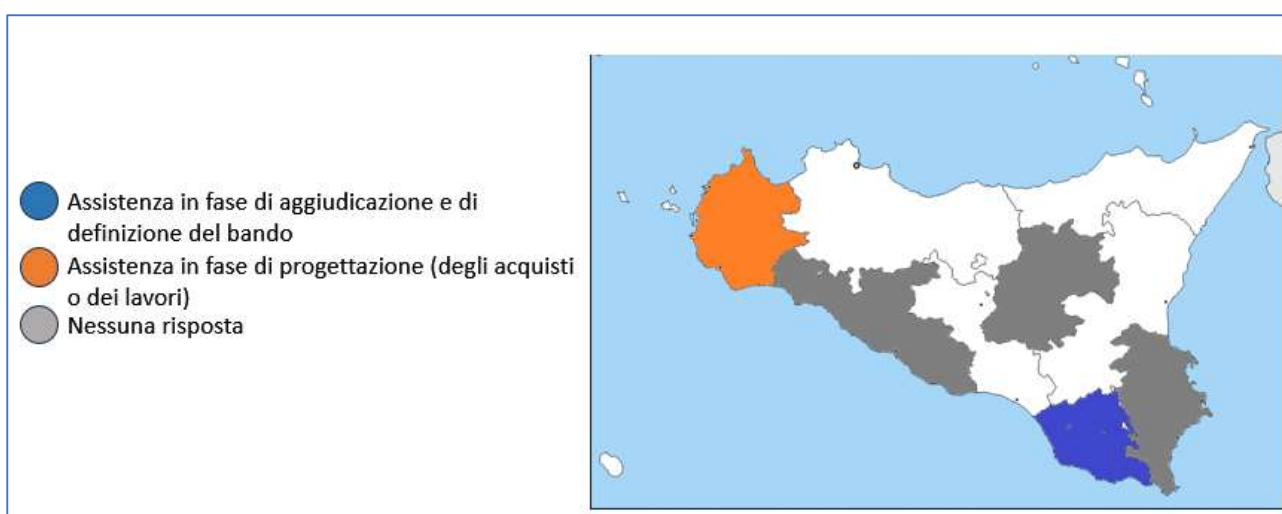 Assistenza in fase di aggiudicazione e di
definizione del bando
Assistenza in fase di progettazione (degli acquisti
o dei lavori)
Nessuna risposta